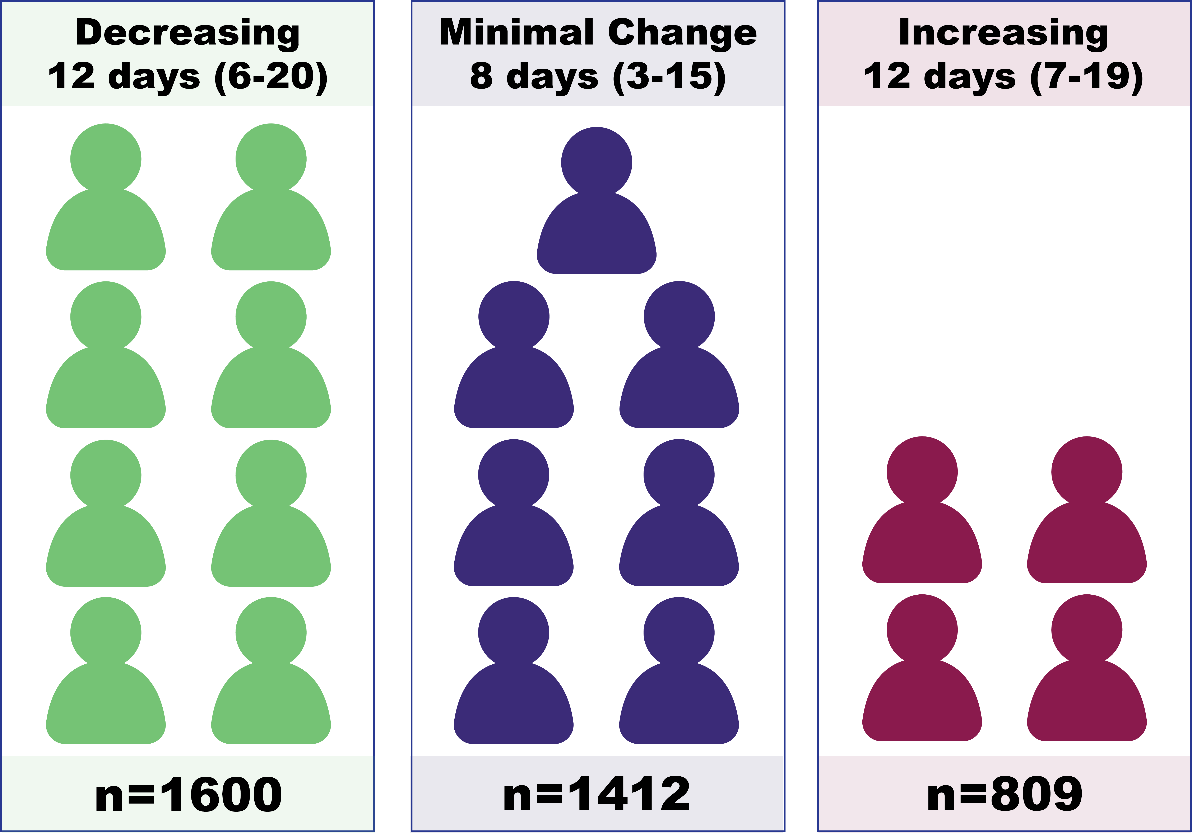 Decreasing
12 days (6-20)
Minimal Change
8 days (3-15)
Increasing
12 days (7-19)
n=1600
n=1412
n=809